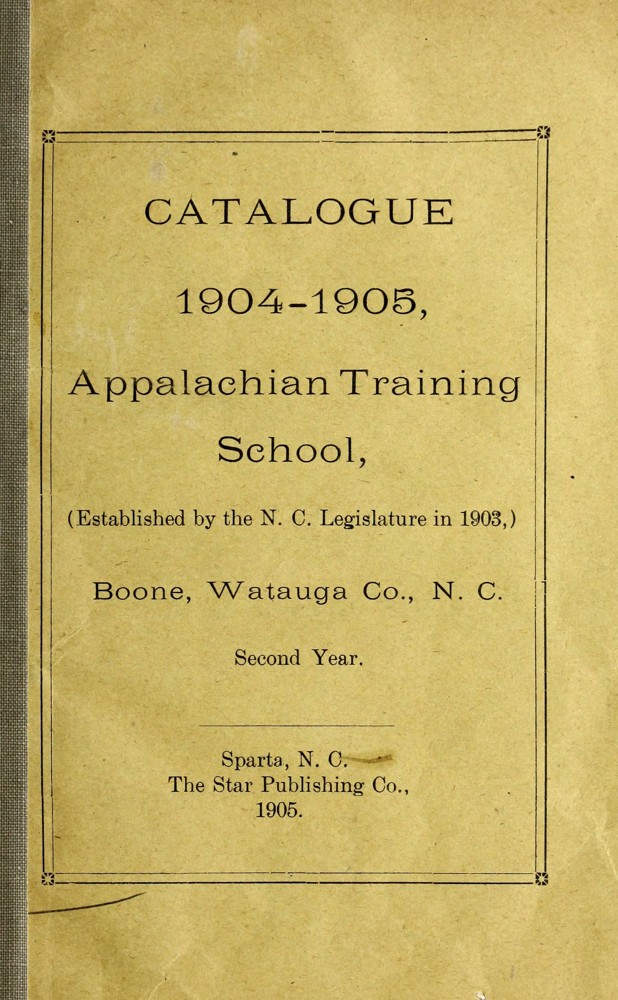 CATALOGUE
1904-1905,
Appalachian Training
School,
(Established by the N. C. Legislature in 1903,)
Boone, Watauga Co., N. C.
Second Year.
Sparta, N. C.
The Star Publishing Co.,
1905.